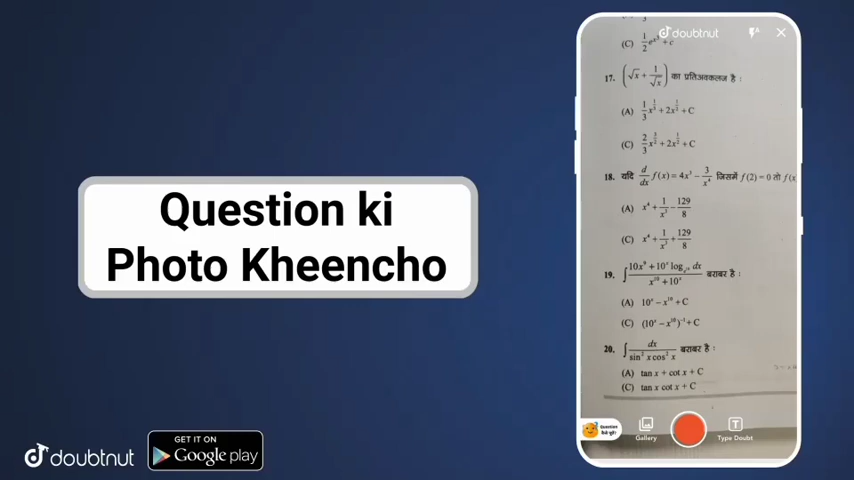 Question ki
Photo Kheencho
doubtnut
GET IT ON
Google play
doubtnut
(C) 1/2 e^x + c
17. (√x + 1/√x) का प्रतिअवकलज है :
(A) 1/3 x^(1/3) + 2x^(1/2) + C
(C) 2/3 x^(3/2) + 2x^(1/2) + C
18. यदि d/dx f(x) = 4x³ − 3/x⁴ जिसमें f(2) = 0 तो f(x
(A) x⁴ + 1/x³ − 129/8
(C) x⁴ + 1/x³ + 129/8
19. ∫ (10x⁹ + 10ˣ logₑ¹⁰ dx)/(x¹⁰ + 10ˣ) बराबर है :
(A) 10ˣ − x¹⁰ + C
(C) (10ˣ − x¹⁰)⁻¹ + C
20. ∫ dx/(sin² x cos² x) बराबर है :
(A) tan x + cot x + C
(C) tan x cot x + C
Question
Gallery
Type Doubt